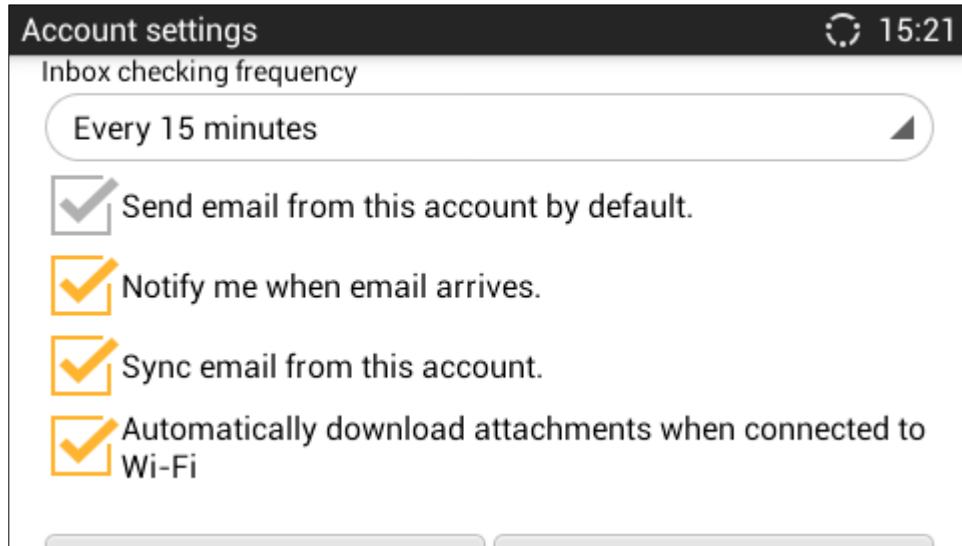 Account settings 15:21
Inbox checking frequency
Every 15 minutes
Send email from this account by default.
Notify me when email arrives.
Sync email from this account.
Automatically download attachments when connected to
Wi-Fi